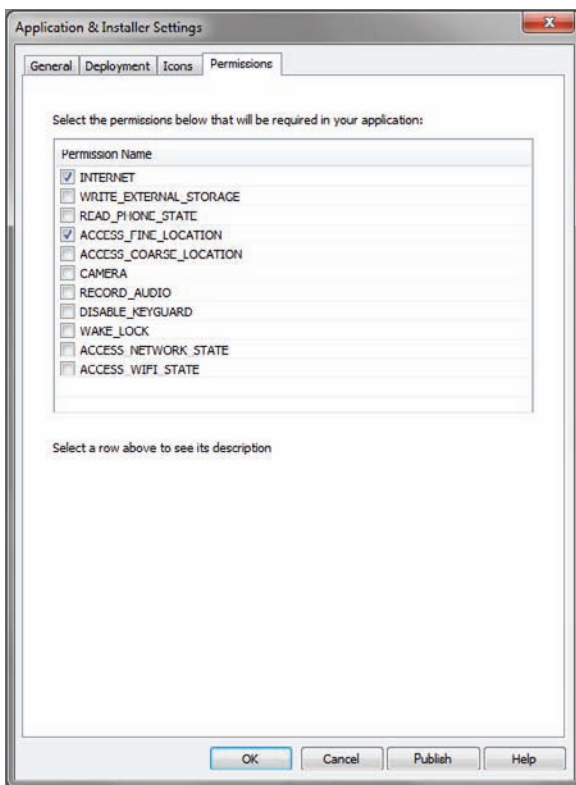 Application & Installer Settings
General Deployment Icons Permissions
Select the permissions below that will be required in your application:
Permission Name
INTERNET
WRITE_EXTERNAL_STORAGE
READ_PHONE_STATE
ACCESS_FINE_LOCATION
ACCESS_COARSE_LOCATION
CAMERA
RECORD_AUDIO
DISABLE_KEYGUARD
WAKE_LOCK
ACCESS_NETWORK_STATE
ACCESS_WIFI_STATE
Select a row above to see its description
OK Cancel Publish Help